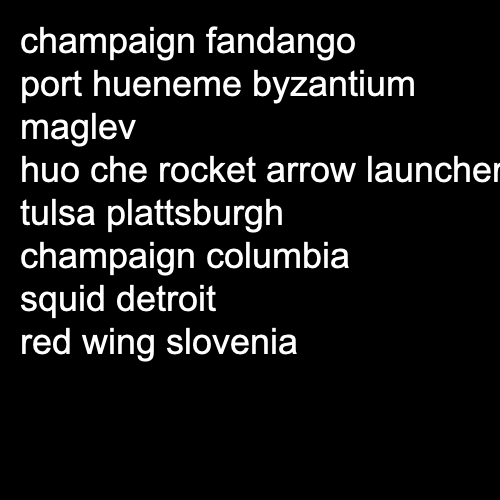 champaign fandango
port hueneme byzantium
maglev
huo che rocket arrow launcher
tulsa plattsburgh
champaign columbia
squid detroit
red wing slovenia